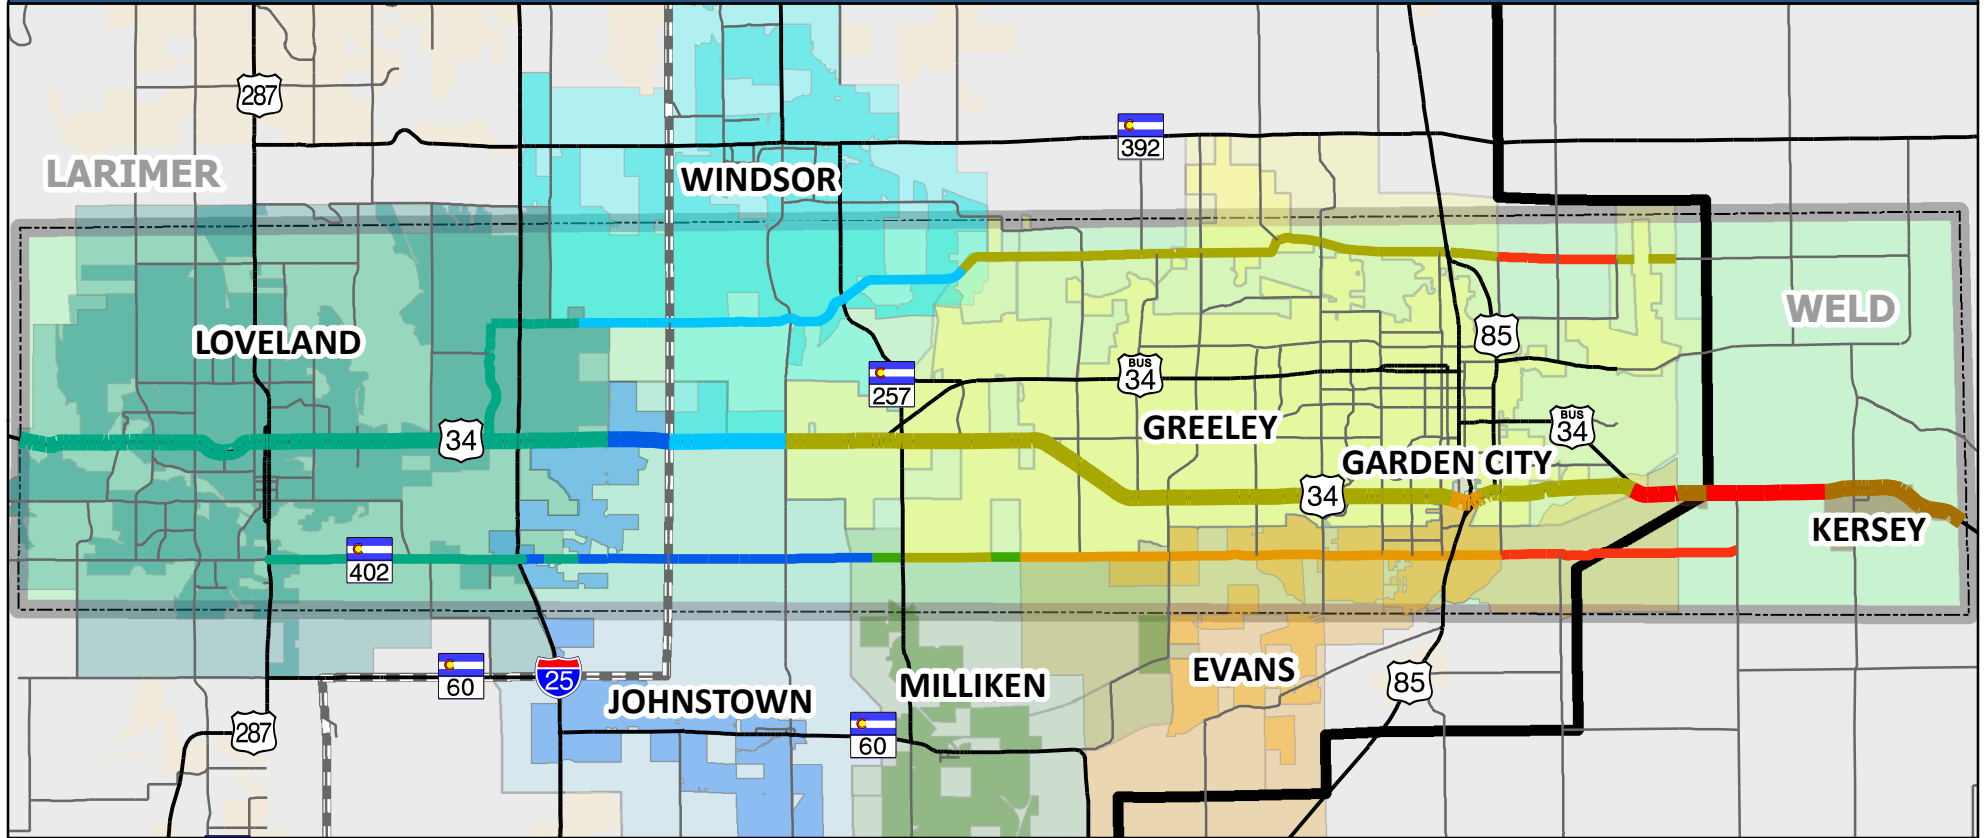 287
392
LARIMER
WINDSOR
WELD
LOVELAND
85
BUS
34
257
BUS
34
GREELEY
34
GARDEN CITY
34
KERSEY
402
60
25
EVANS
85
MILLIKEN
JOHNSTOWN
287
60